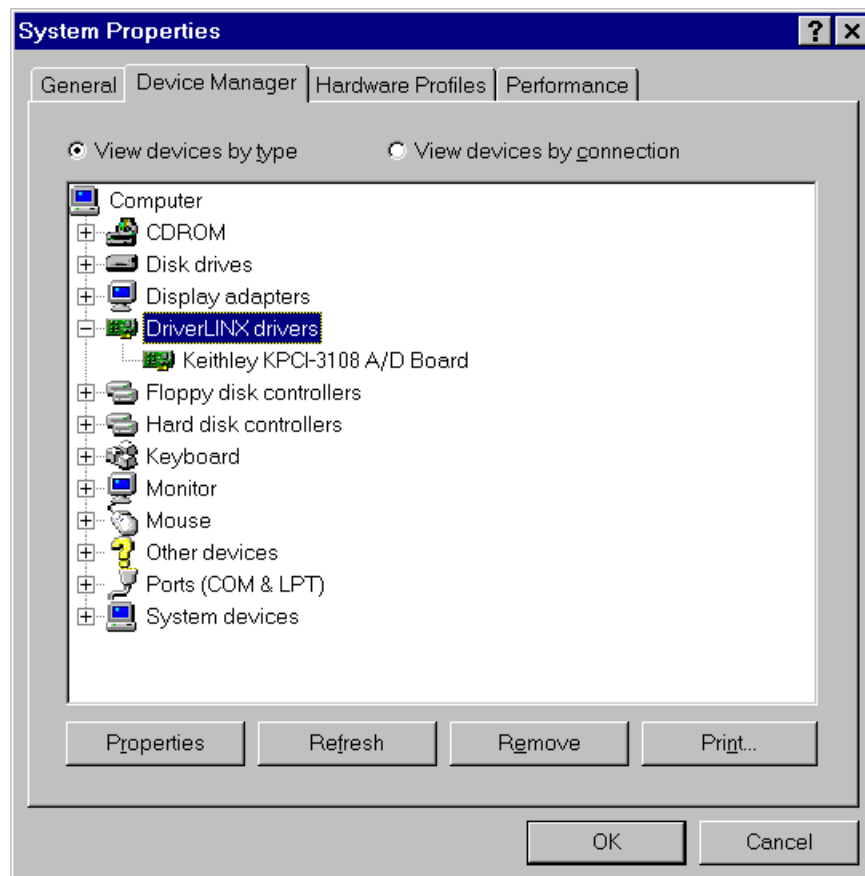 System Properties
General Device Manager Hardware Profiles Performance
View devices by type View devices by connection
Computer
CDROM
Disk drives
Display adapters
DriverLINX drivers
Keithley KPCI-3108 A/D Board
Floppy disk controllers
Hard disk controllers
Keyboard
Monitor
Mouse
Other devices
Ports (COM & LPT)
System devices
Properties Refresh Remove Print...
OK Cancel